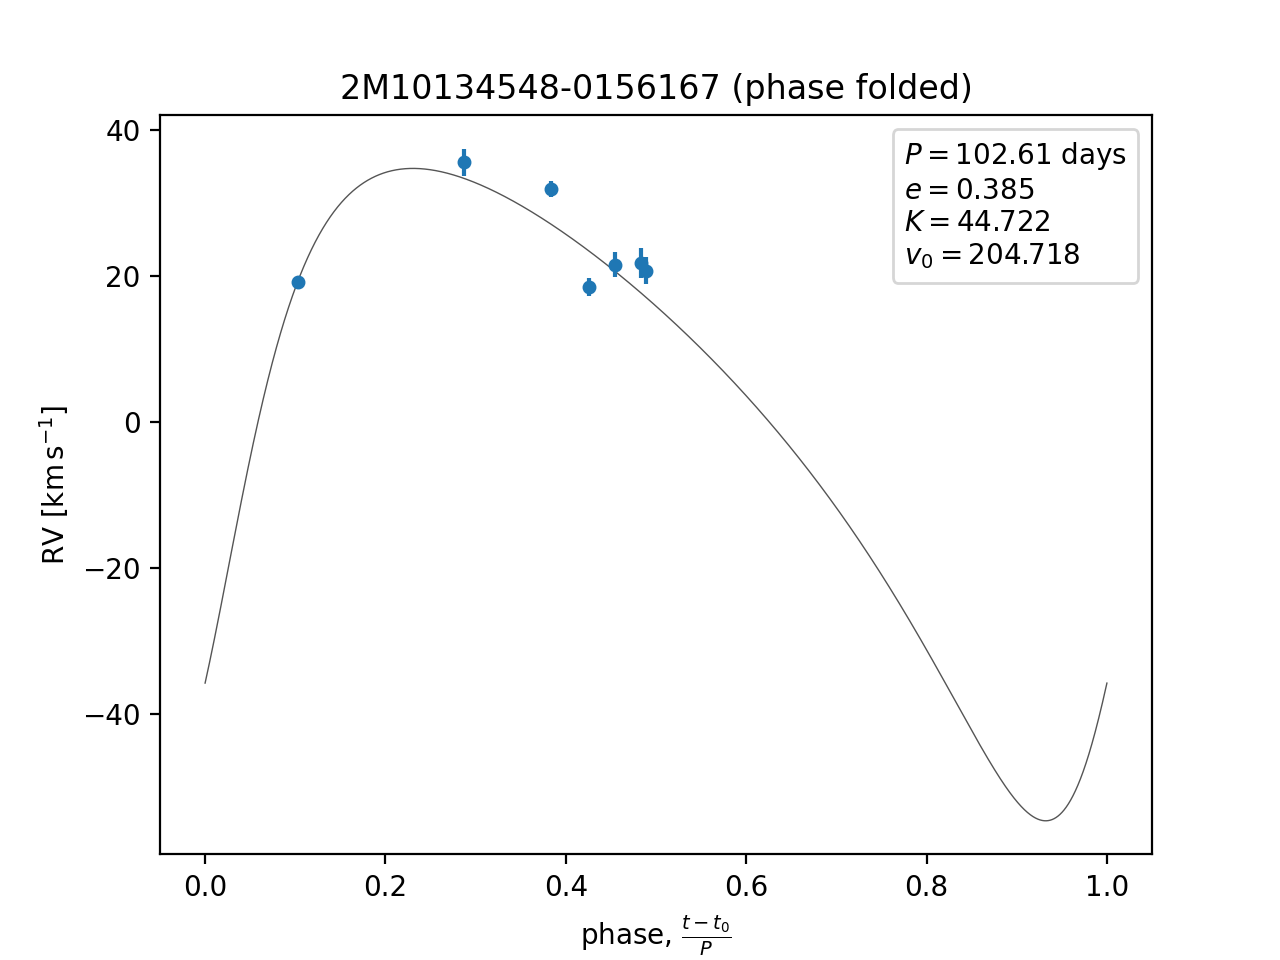 2M10134548-0156167 (phase folded)
P = 102.61 days
e = 0.385
K = 44.722
v₀ = 204.718
RV [km s⁻¹]
40
20
0
−20
−40
0.0 0.2 0.4 0.6 0.8 1.0
phase, (t − t₀)/P